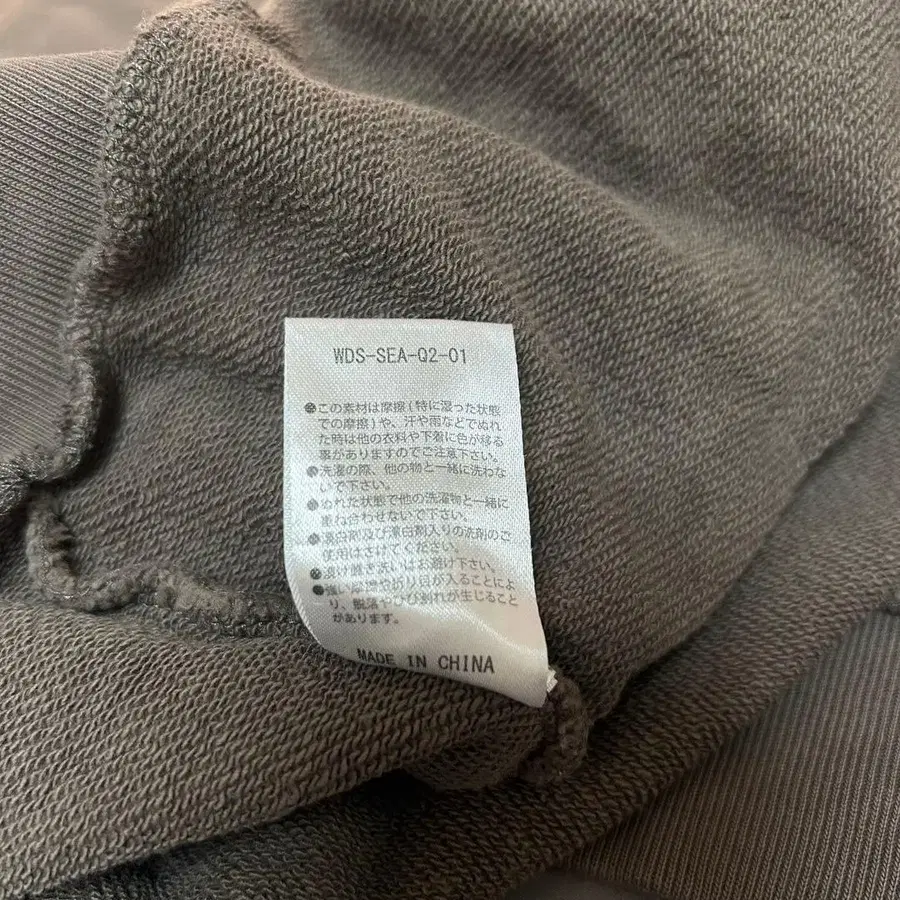 WDS-SEA-Q2-01
●この素材は摩擦(特に湿った状態
での摩擦)や、汗や雨などでぬれ
た時は他の衣料や下着に色が移る
事がありますのでご注意下さい。
●洗濯の際、他の物と一緒に洗わな
いで下さい。
●ぬれた状態で他の洗濯物と一緒に
重ね合わせないで下さい。
●漂白剤及び漂白剤入りの洗剤のご
使用はさけてください。
●漬け置き洗いはお避け下さい。
●強い摩擦や折り目が入ることによ
り、脱落やひび割れが生じること
があります。
MADE IN CHINA